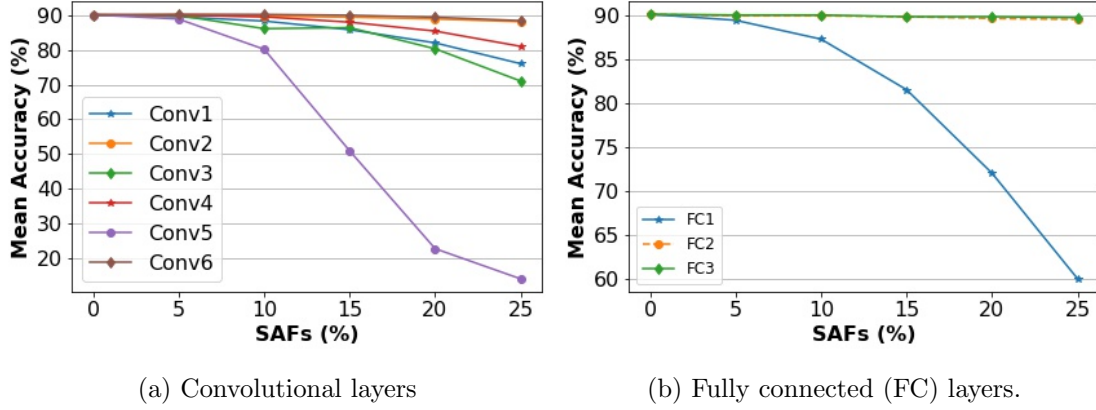 90
80
70
60
50
40
30
20
Mean Accuracy (%)
Conv1
Conv2
Conv3
Conv4
Conv5
Conv6
0 5 10 15 20 25
SAFs (%)
(a) Convolutional layers
90
85
80
75
70
65
60
Mean Accuracy (%)
FC1
FC2
FC3
0 5 10 15 20 25
SAFs (%)
(b) Fully connected (FC) layers.